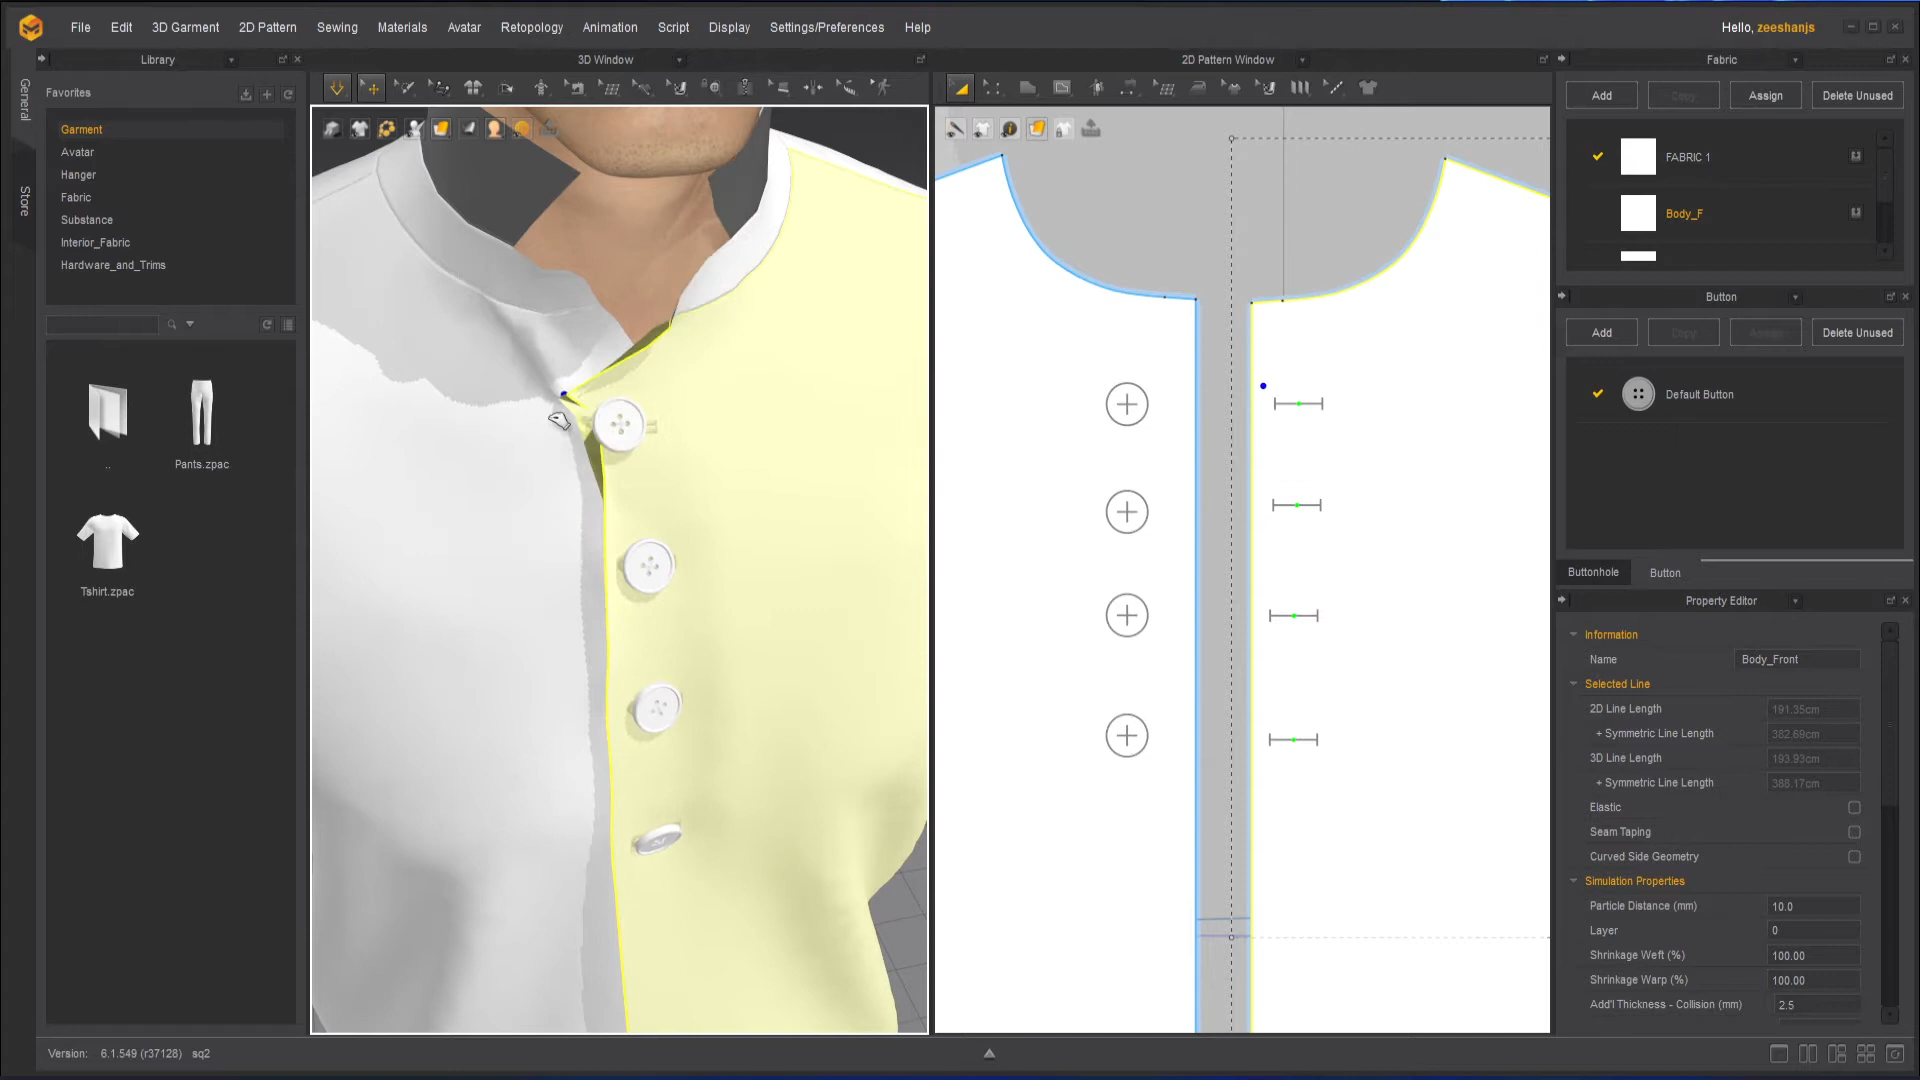 File Edit 3D Garment 2D Pattern Sewing Materials Avatar Retopology Animation Script Display Settings/Preferences Help
Hello, zeeshanjs
Library
3D Window
2D Pattern Window
Fabric
General
Store
Favorites
Garment
Avatar
Hanger
Fabric
Substance
Interior_Fabric
Hardware_and_Trims
..
Pants.zpac
Tshirt.zpac
Add Copy Assign Delete Unused
FABRIC 1
Body_F
Button
Add Copy Assign Delete Unused
Default Button
Buttonhole Button
Property Editor
Information
Name Body_Front
Selected Line
2D Line Length 191.35cm
+ Symmetric Line Length 382.69cm
3D Line Length 193.93cm
+ Symmetric Line Length 388.17cm
Elastic
Seam Taping
Curved Side Geometry
Simulation Properties
Particle Distance (mm) 10.0
Layer 0
Shrinkage Weft (%) 100.00
Shrinkage Warp (%) 100.00
Add'l Thickness - Collision (mm) 2.5
Version: 6.1.549 (r37128) sq2